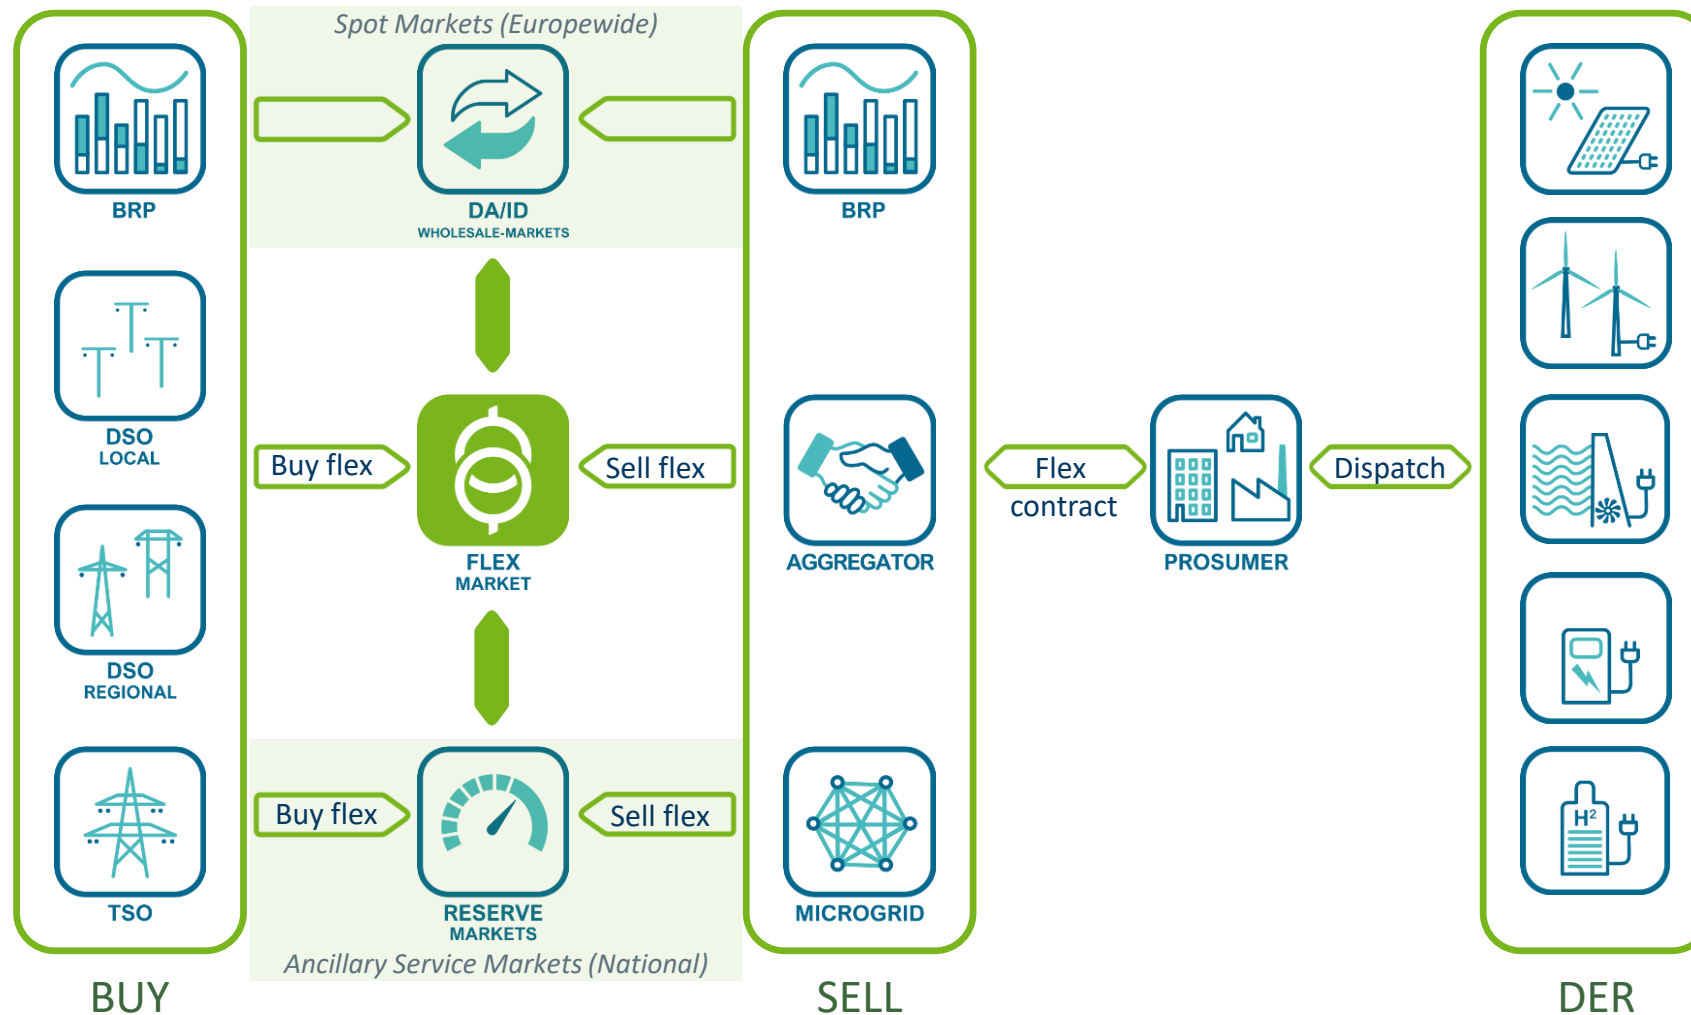 Spot Markets (Europewide)
BRP
DA/ID
WHOLESALE-MARKETS
BRP
DSO
LOCAL
Buy flex
Sell flex
Flex
contract
Dispatch
FLEX
MARKET
AGGREGATOR
PROSUMER
DSO
REGIONAL
Buy flex
Sell flex
H²
TSO
RESERVE
MARKETS
MICROGRID
Ancillary Service Markets (National)
BUY
SELL
DER